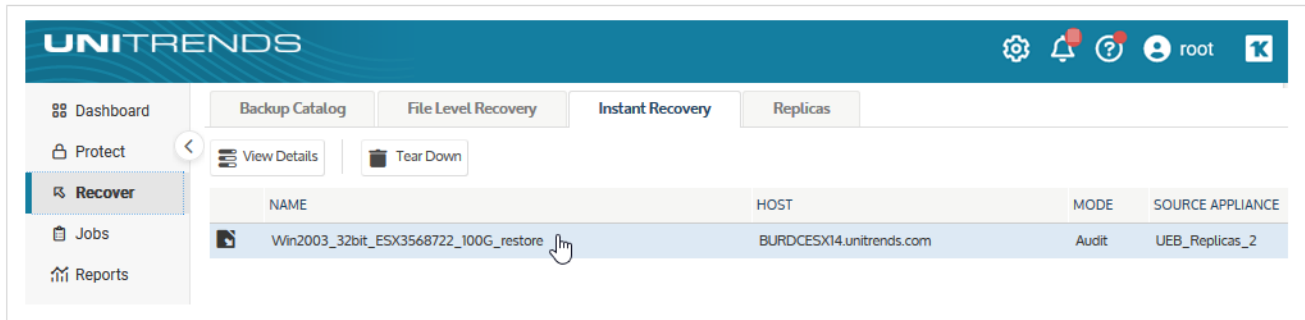 UNITRENDS
root
Dashboard
Protect
Recover
Jobs
Reports
Backup Catalog File Level Recovery Instant Recovery Replicas
View Details Tear Down
NAME HOST MODE SOURCE APPLIANCE
Win2003_32bit_ESX3568722_100G_restore BURDCESX14.unitrends.com Audit UEB_Replicas_2